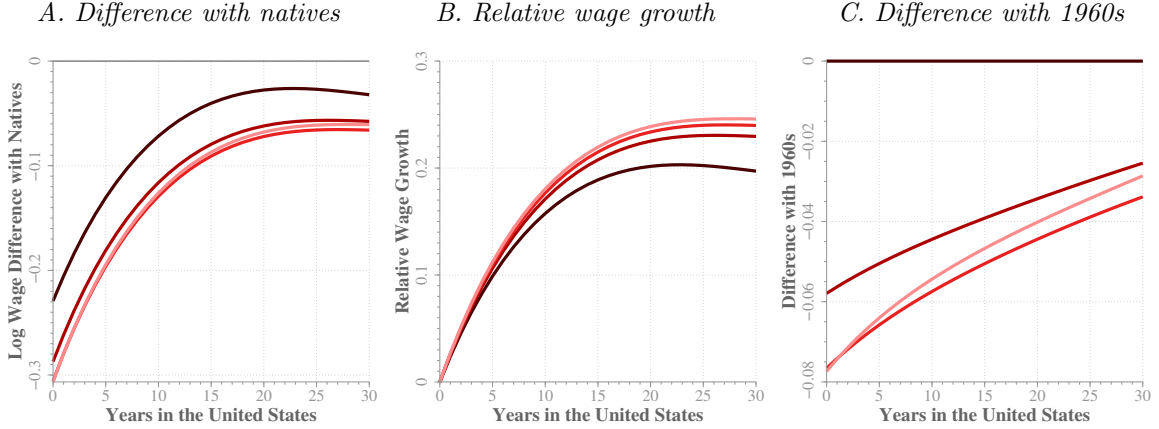 A. Difference with natives
B. Relative wage growth
C. Difference with 1960s
Log Wage Difference with Natives
0
−0.1
−0.2
−0.3
0 5 10 15 20 25 30
Years in the United States
Relative Wage Growth
0.3
0.2
0.1
0
0 5 10 15 20 25 30
Years in the United States
Difference with 1960s
0
−0.02
−0.04
−0.06
−0.08
0 5 10 15 20 25 30
Years in the United States